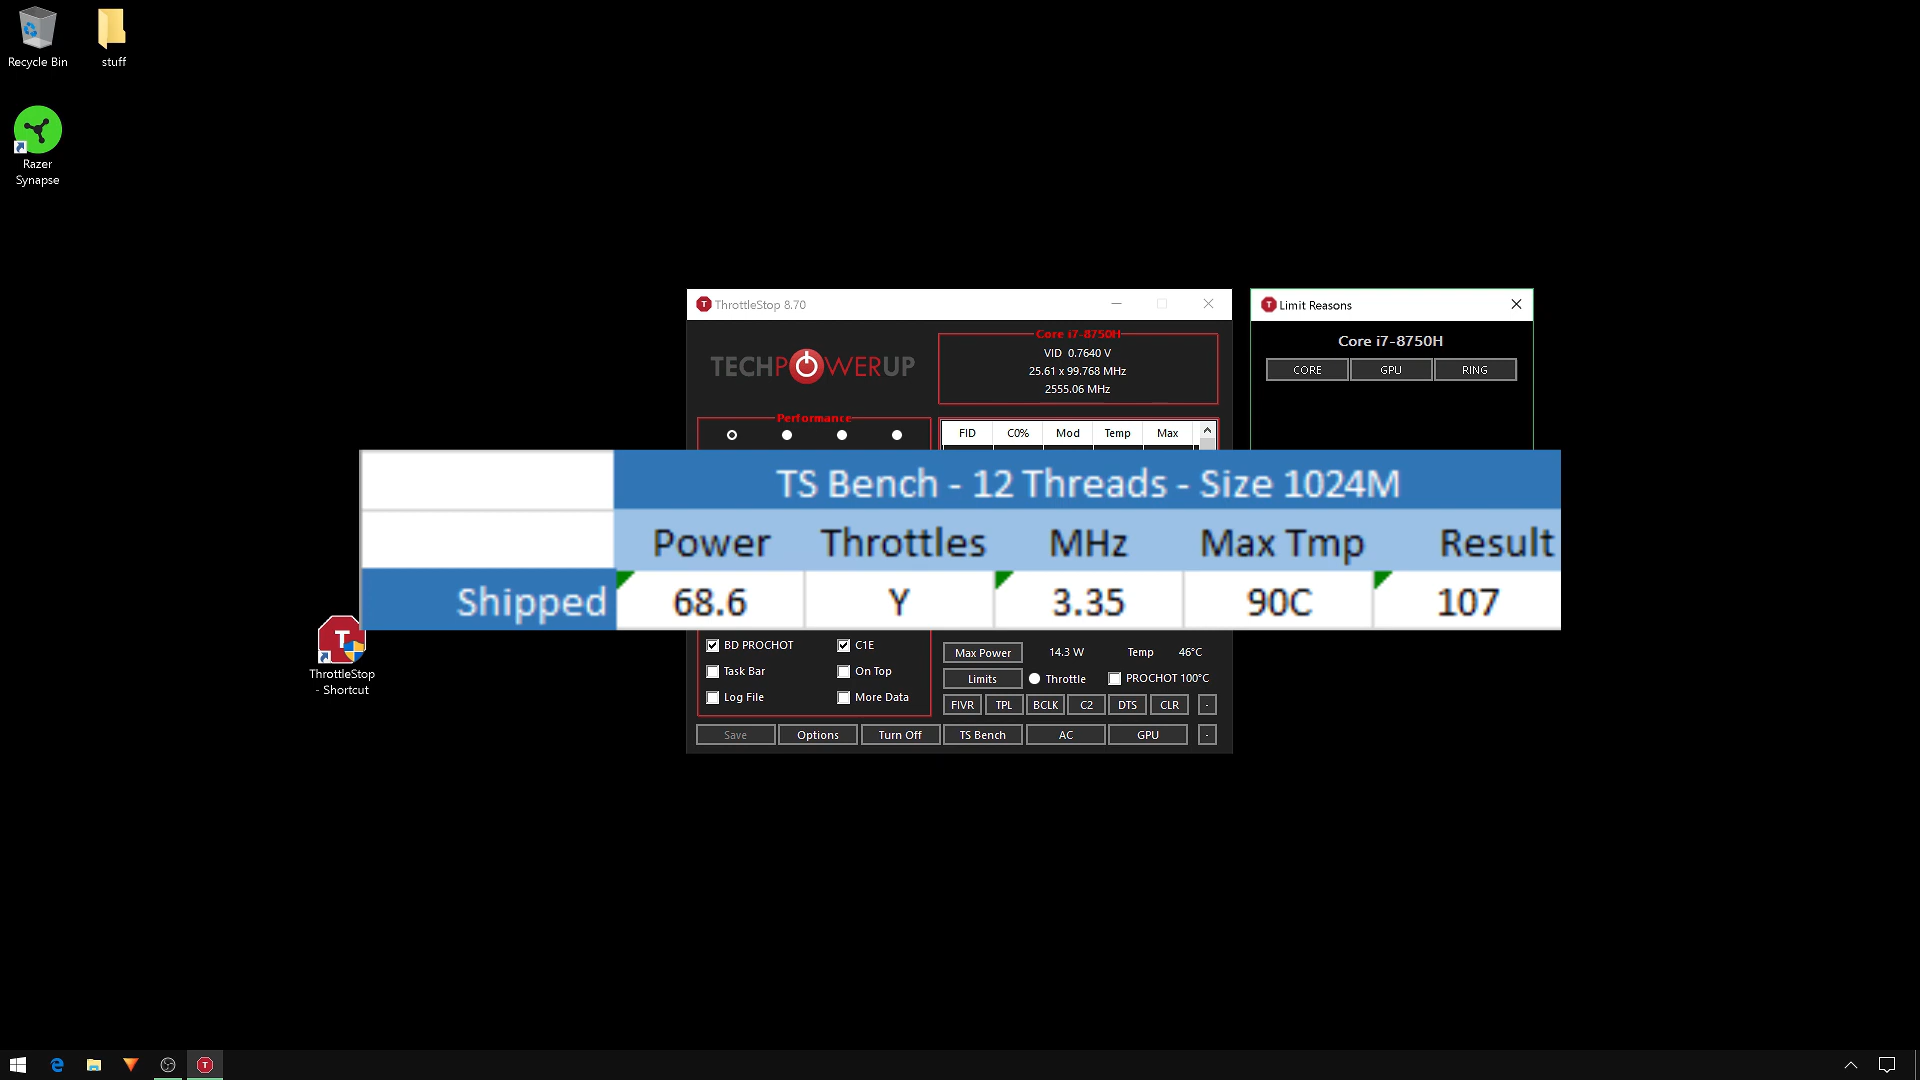 Recycle Bin
stuff
Razer
Synapse
ThrottleStop
- Shortcut
ThrottleStop 8.70
TECHPOWERUP
Core i7-8750H
VID 0.7640 V
25.61 x 99.768 MHz
2555.06 MHz
Performance
FID C0% Mod Temp Max
Limit Reasons
Core i7-8750H
CORE GPU RING
TS Bench - 12 Threads - Size 1024M
Power Throttles MHz Max Tmp Result
Shipped 68.6 Y 3.35 90C 107
BD PROCHOT C1E
Task Bar On Top
Log File More Data
Max Power 14.3 W Temp 46°C
Limits Throttle PROCHOT 100°C
FIVR TPL BCLK C2 DTS CLR -
Save Options Turn Off TS Bench AC GPU -